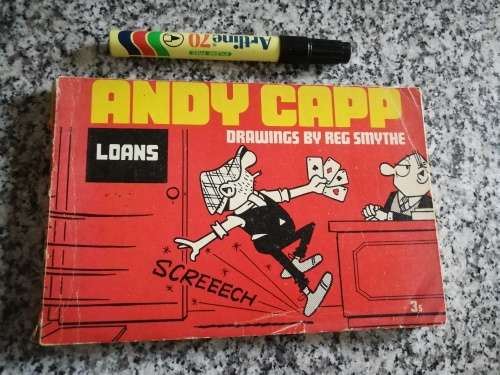 Artline 70
ANDY CAPP
DRAWINGS BY REG SMYTHE
LOANS
SCREEECH
3s